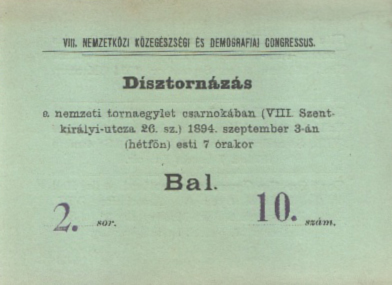 VIII. NEMZETKÖZI KÖZEGÉSZSÉGI ÉS DEMOGRAFIAI CONGRESSUS.
Disztornázás
a nemzeti tornaegylet csarnokában (VIII. Szent-
királyi-utcza 26. sz.) 1894. szeptember 3-án
(hétfőn) esti 7 órakor
Bal.
2. sor. 10. szám.